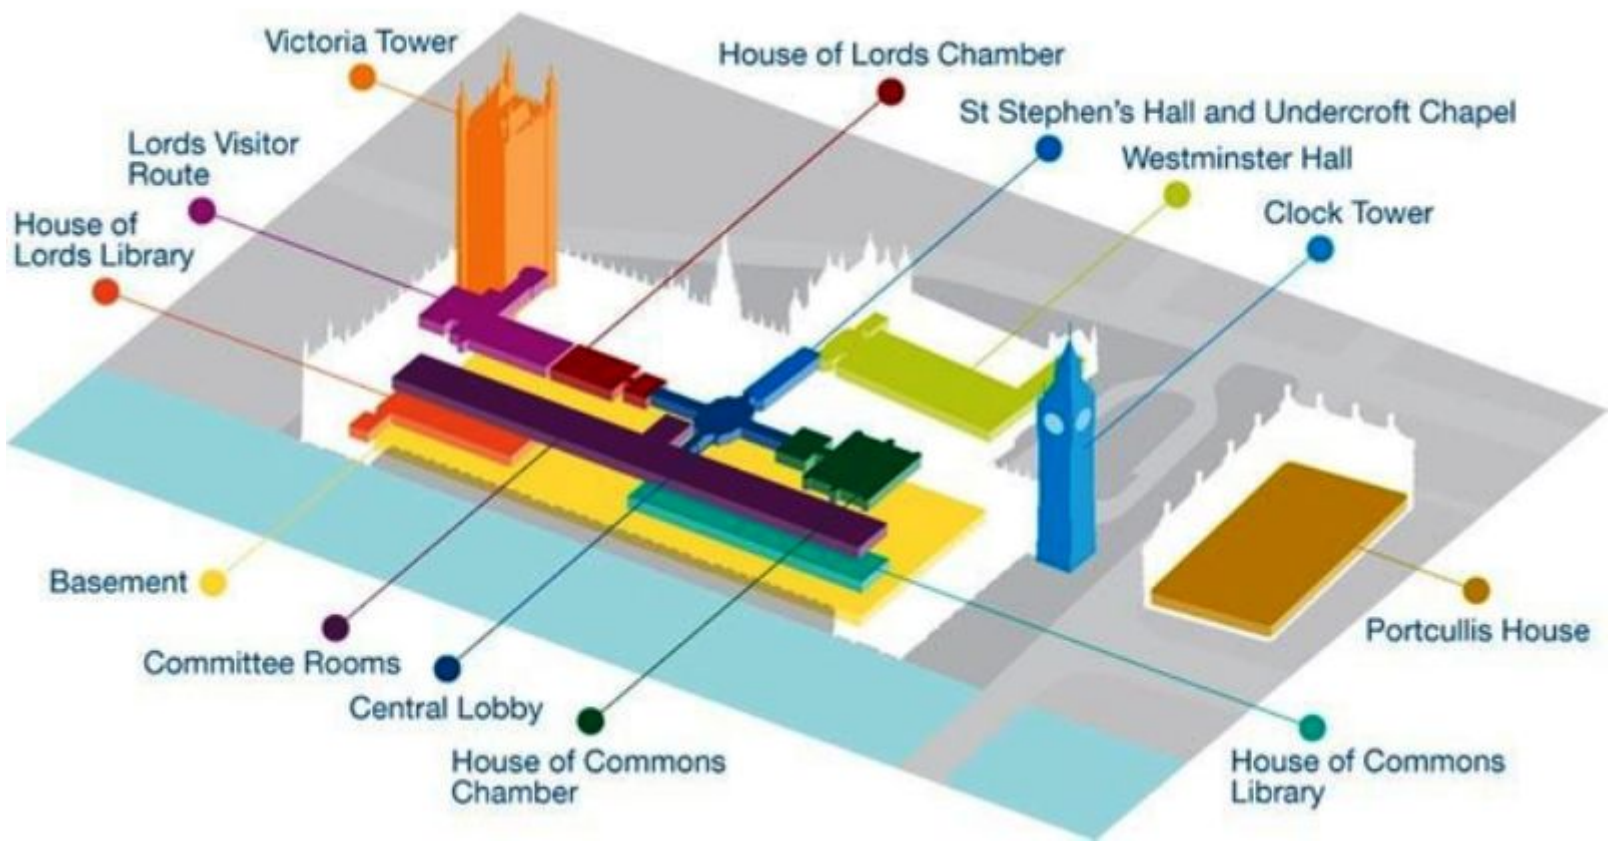 Victoria Tower
House of Lords Chamber
St Stephen's Hall and Undercroft Chapel
Lords Visitor
Route
Westminster Hall
House of
Lords Library
Clock Tower
Basement
Committee Rooms
Central Lobby
House of Commons
Chamber
Portcullis House
House of Commons
Library